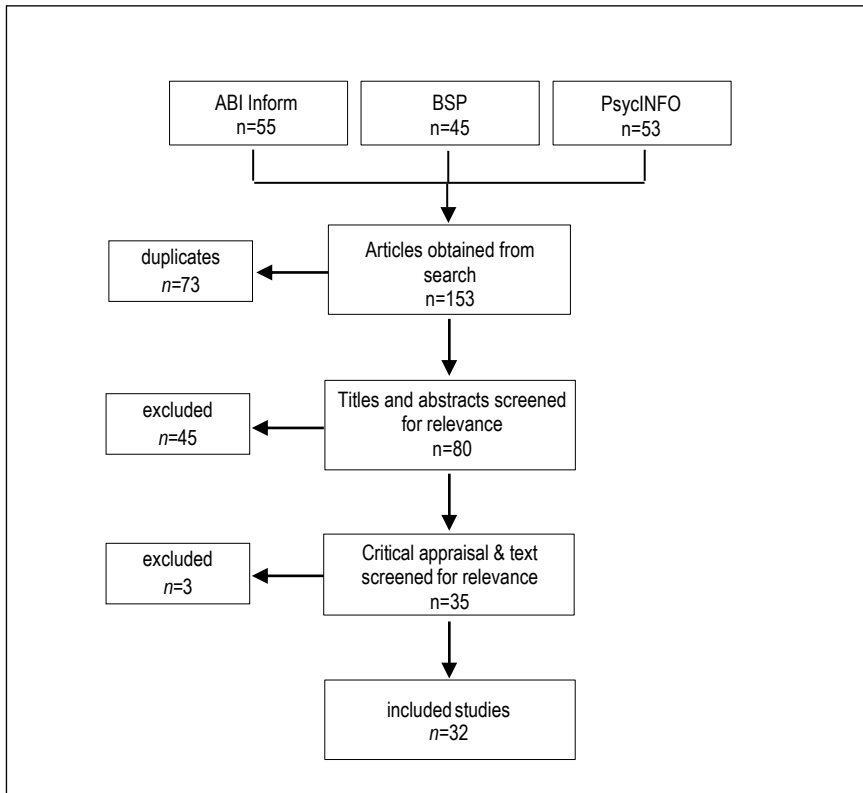 ABI Inform
n=55
BSP
n=45
PsycINFO
n=53
Articles obtained from
search
n=153
duplicates
n=73
Titles and abstracts screened
for relevance
n=80
excluded
n=45
Critical appraisal & text
screened for relevance
n=35
excluded
n=3
included studies
n=32